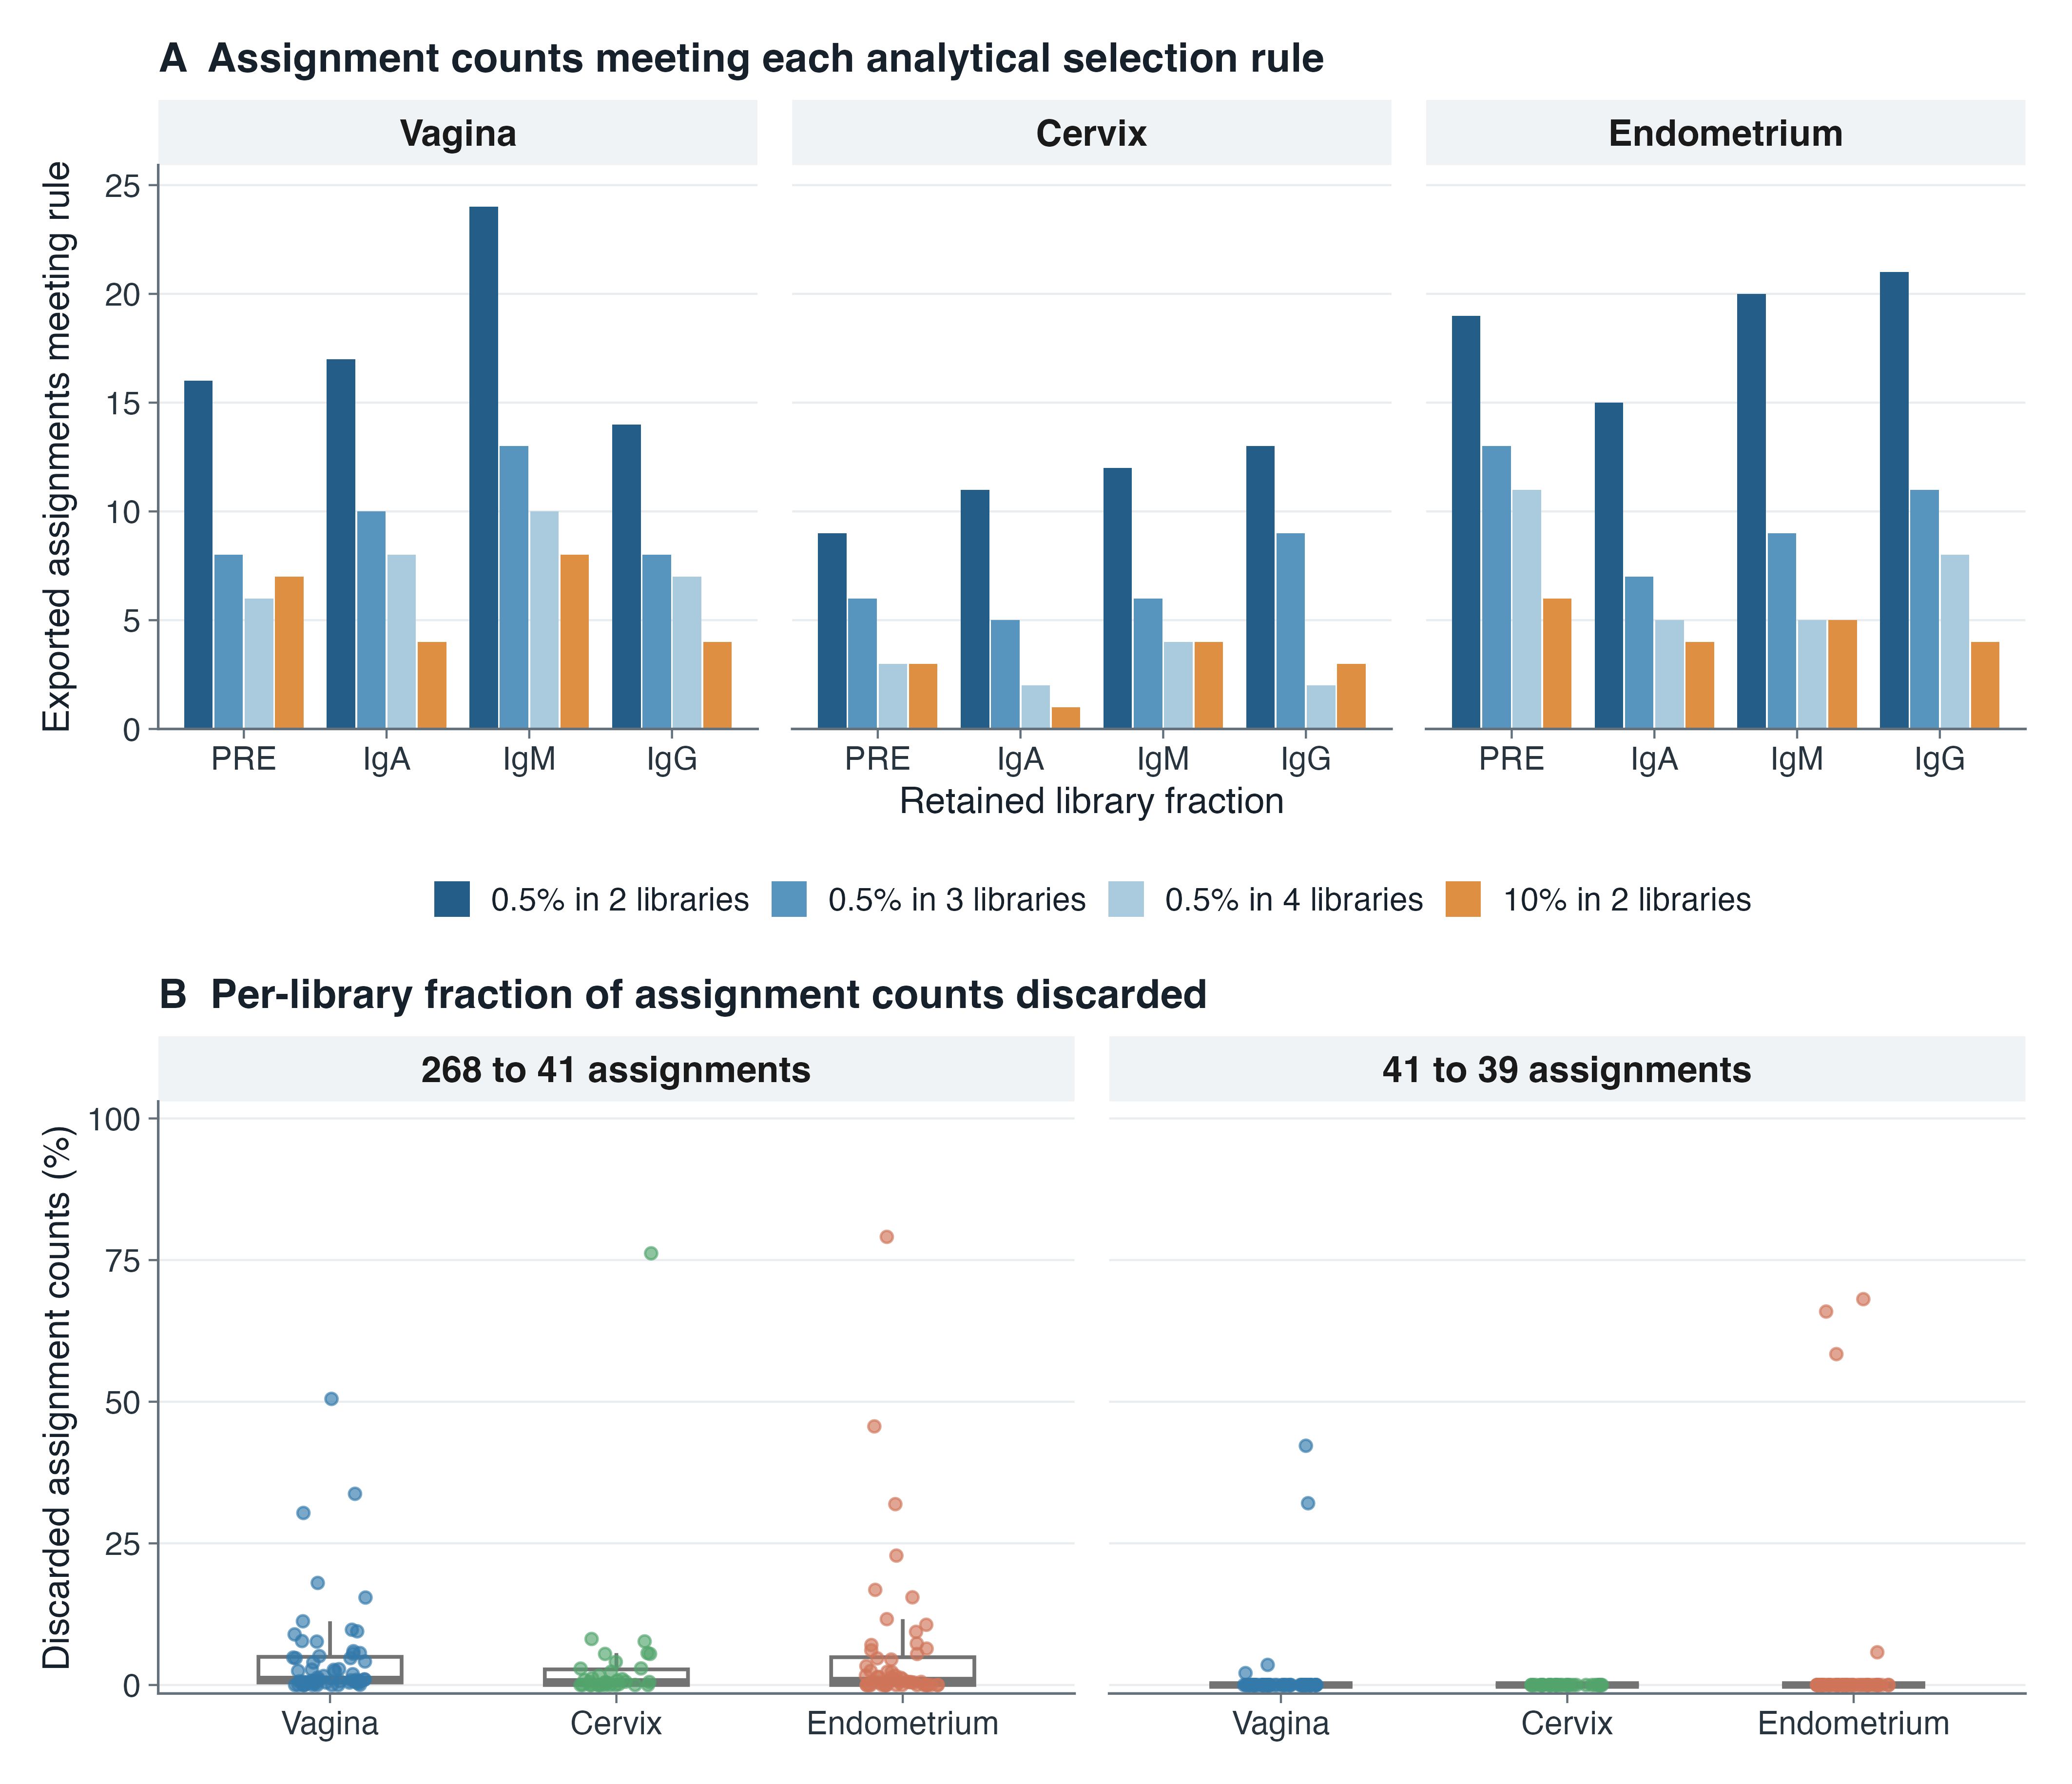 A Assignment counts meeting each analytical selection rule
Vagina
Cervix
Endometrium
Exported assignments meeting rule
25
20
15
10
5
0
PRE IgA IgM IgG
PRE IgA IgM IgG
PRE IgA IgM IgG
Retained library fraction
0.5% in 2 libraries
0.5% in 3 libraries
0.5% in 4 libraries
10% in 2 libraries
B Per-library fraction of assignment counts discarded
268 to 41 assignments
41 to 39 assignments
Discarded assignment counts (%)
100
75
50
25
0
Vagina Cervix Endometrium
Vagina Cervix Endometrium